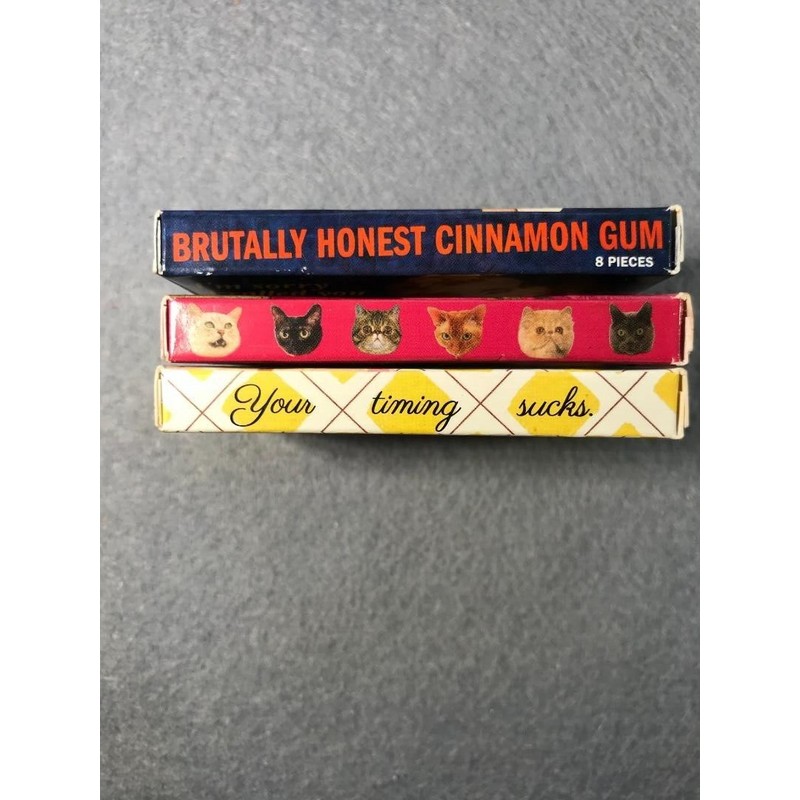 BRUTALLY HONEST CINNAMON GUM
8 PIECES
Your timing sucks.